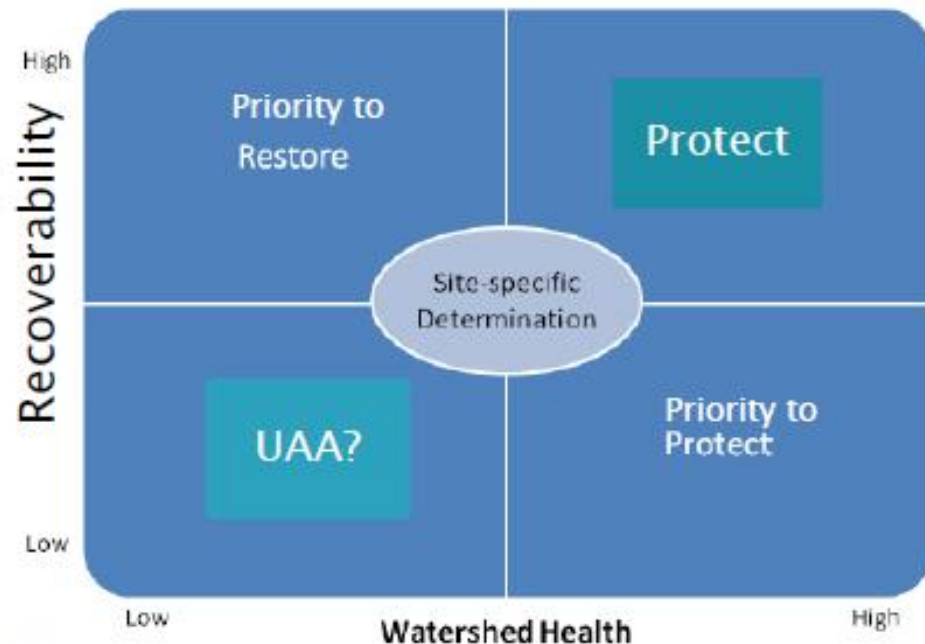 High
Recoverability
Low
Priority to
Restore
Protect
Site-specific
Determination
UAA?
Priority to
Protect
Low
Watershed Health
High